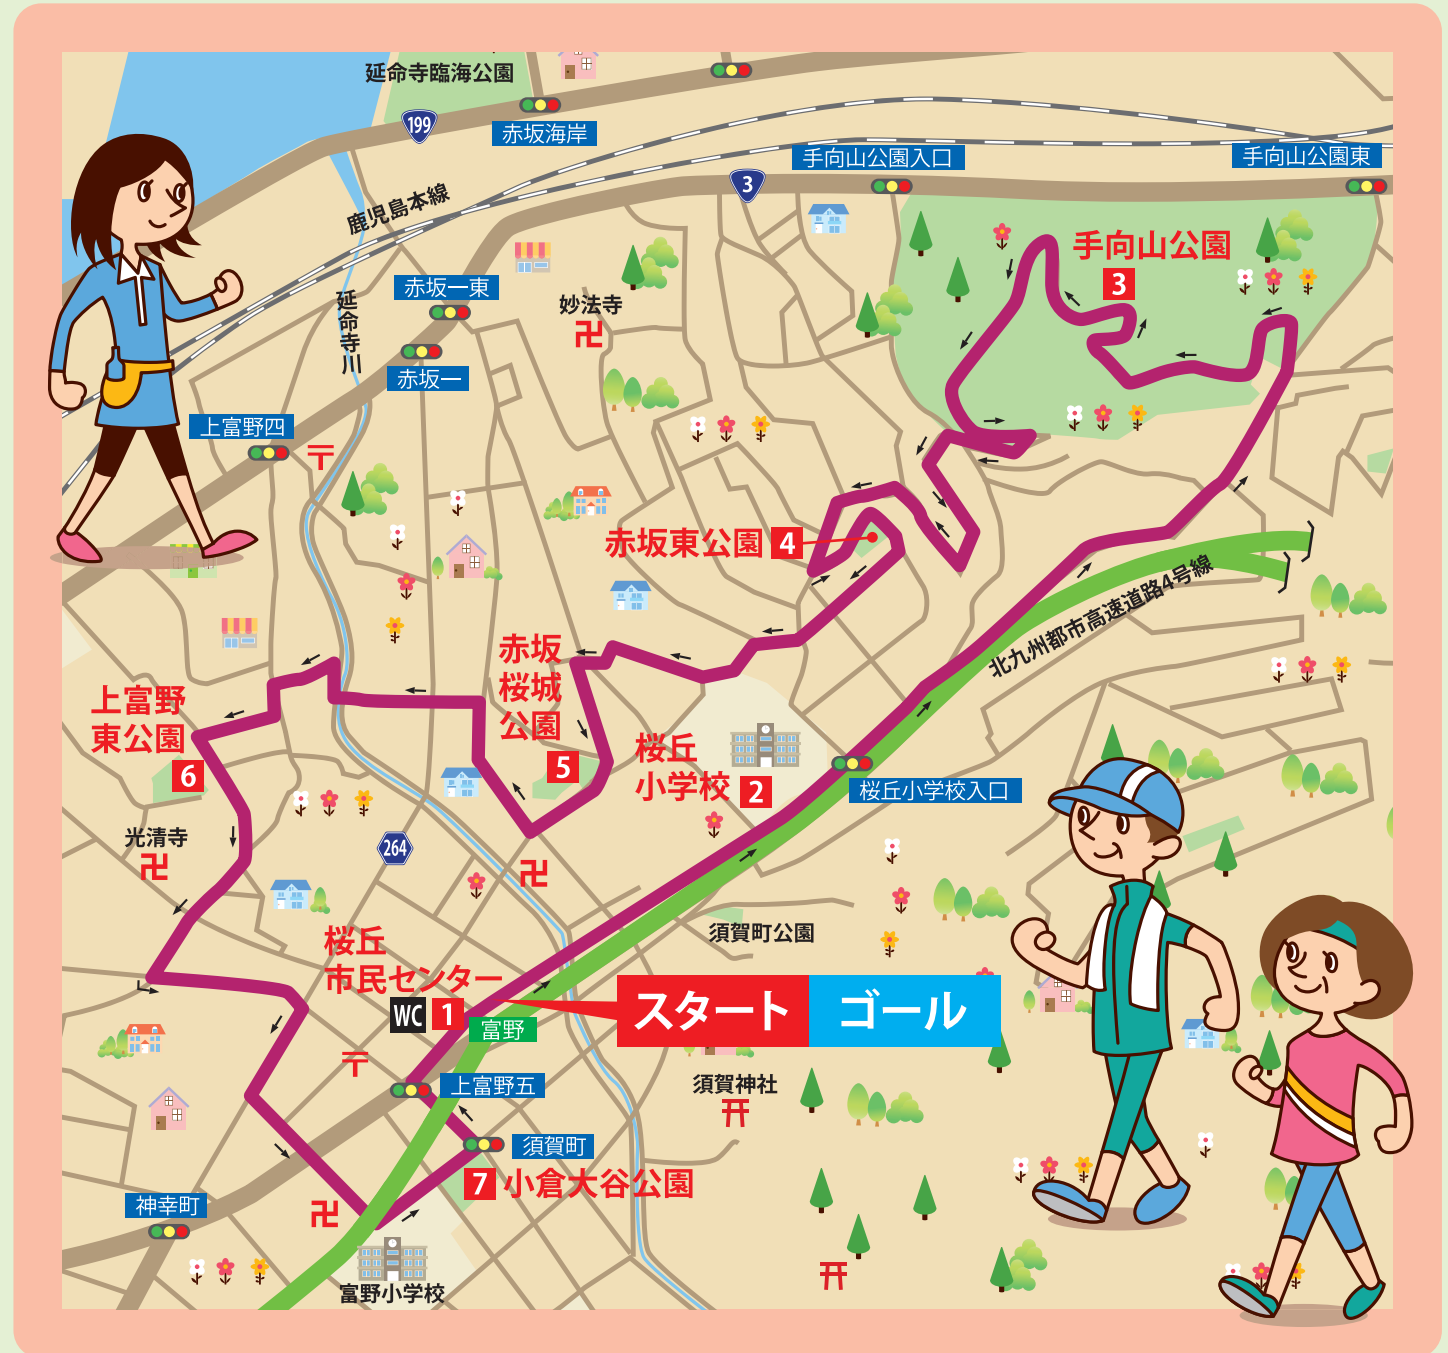 延命寺臨海公園
199
赤坂海岸
手向山公園入口
手向山公園東
3
鹿児島本線
手向山公園
3
赤坂一東
延命寺川
妙法寺
赤坂一
上富野四
赤坂東公園 4
北九州都市高速道路4号線
赤坂
桜城
公園
5
上富野
東公園
6
桜丘
小学校 2
桜丘小学校入口
光清寺
264
須賀町公園
桜丘
市民センター
WC 1
スタート ゴール
富野
上富野五
須賀神社
須賀町
7 小倉大谷公園
神幸町
富野小学校